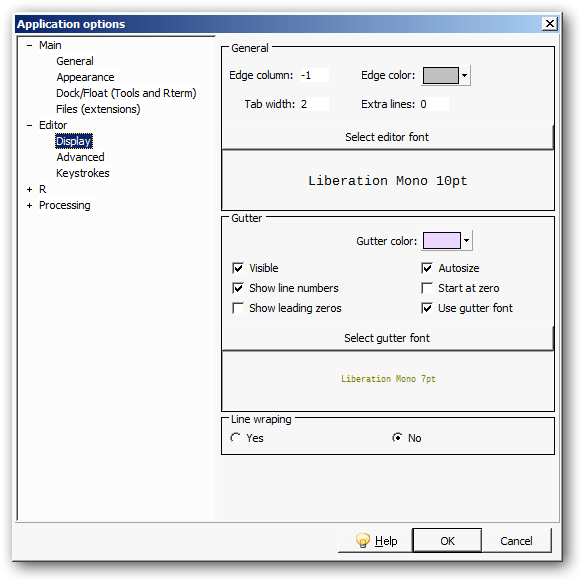 Application options
Main
General
Appearance
Dock/Float (Tools and Rterm)
Files (extensions)
Editor
Display
Advanced
Keystrokes
R
Processing
General
Edge column: -1 Edge color:
Tab width: 2 Extra lines: 0
Select editor font
Liberation Mono 10pt
Gutter
Gutter color:
Visible Autosize
Show line numbers Start at zero
Show leading zeros Use gutter font
Select gutter font
Liberation Mono 7pt
Line wraping
Yes No
Help OK Cancel